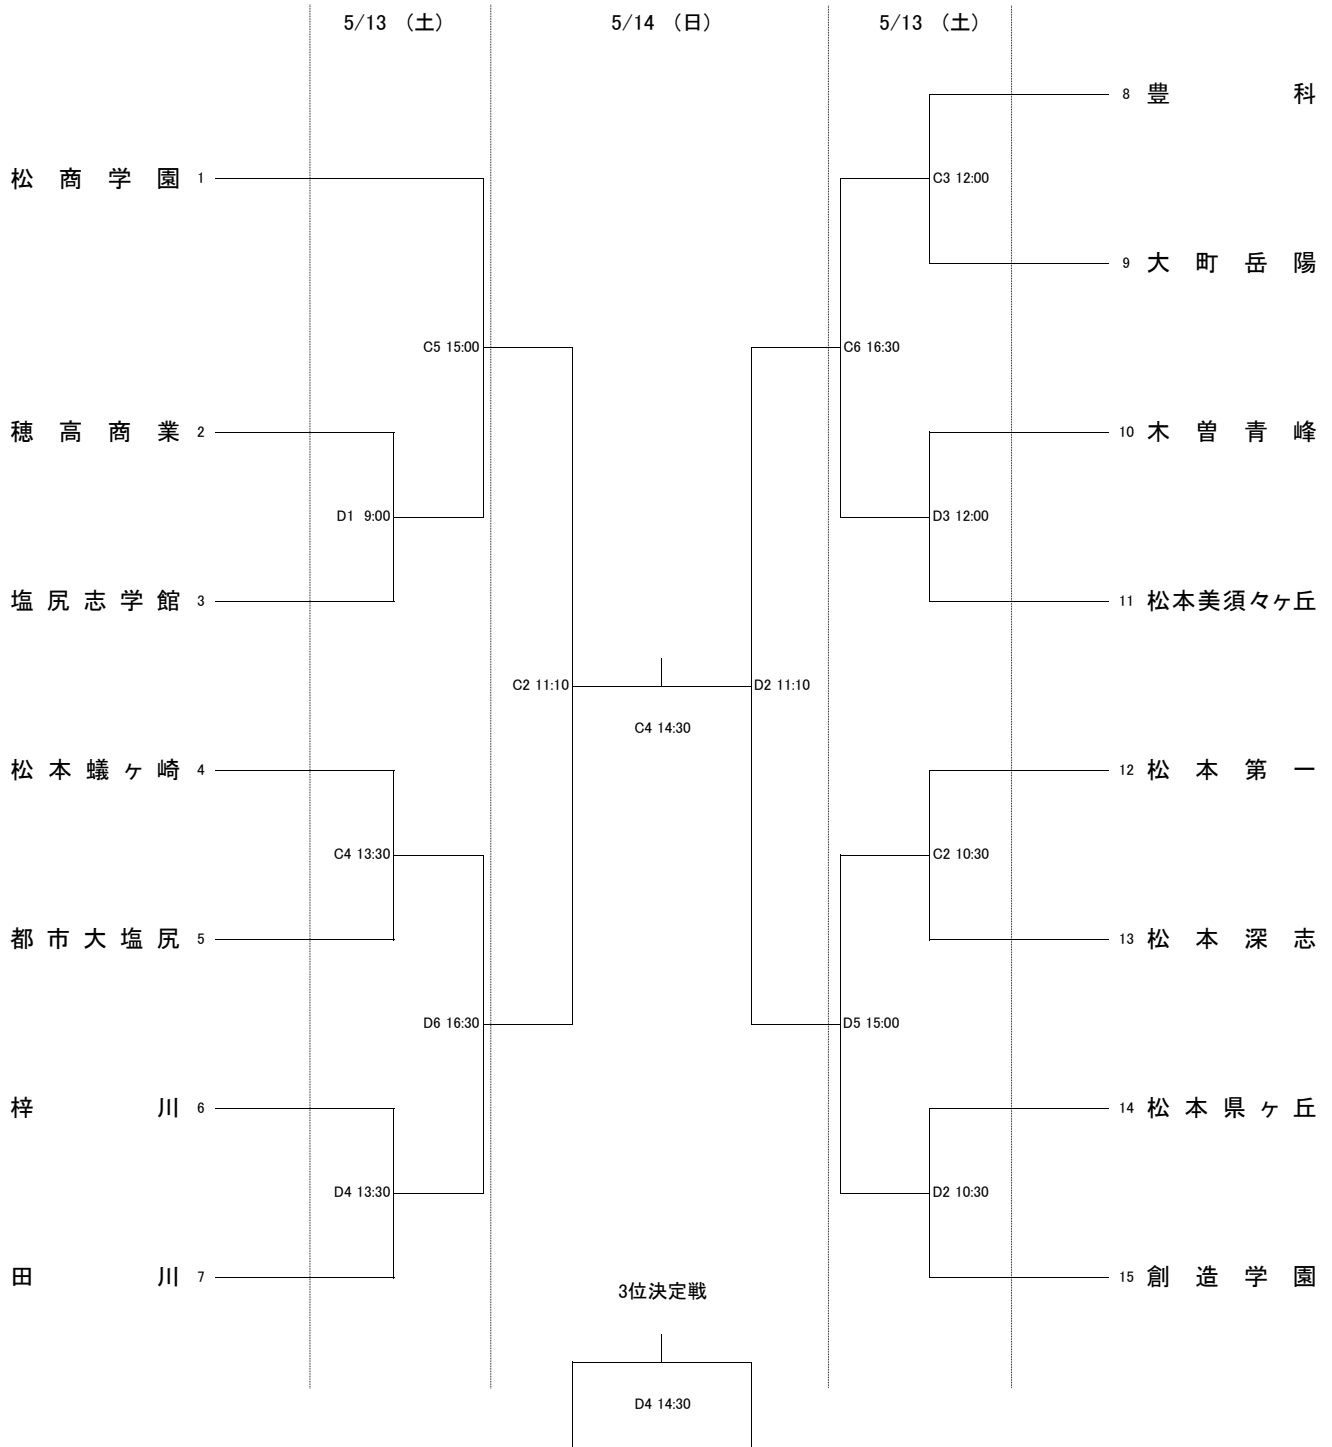 5/13 (土) 5/14 (日) 5/13 (土)
8 豊科
松商学園 1
C3 12:00
9 大町岳陽
C5 15:00
C6 16:30
穂高商業 2
10 木曽青峰
D1 9:00
D3 12:00
塩尻志学館 3
11 松本美須々ヶ丘
C2 11:10
D2 11:10
C4 14:30
松本蟻ヶ崎 4
12 松本第一
C4 13:30
C2 10:30
都市大塩尻 5
13 松本深志
D6 16:30
D5 15:00
梓川 6
14 松本県ヶ丘
D4 13:30
D2 10:30
田川 7
15 創造学園
3位決定戦
D4 14:30